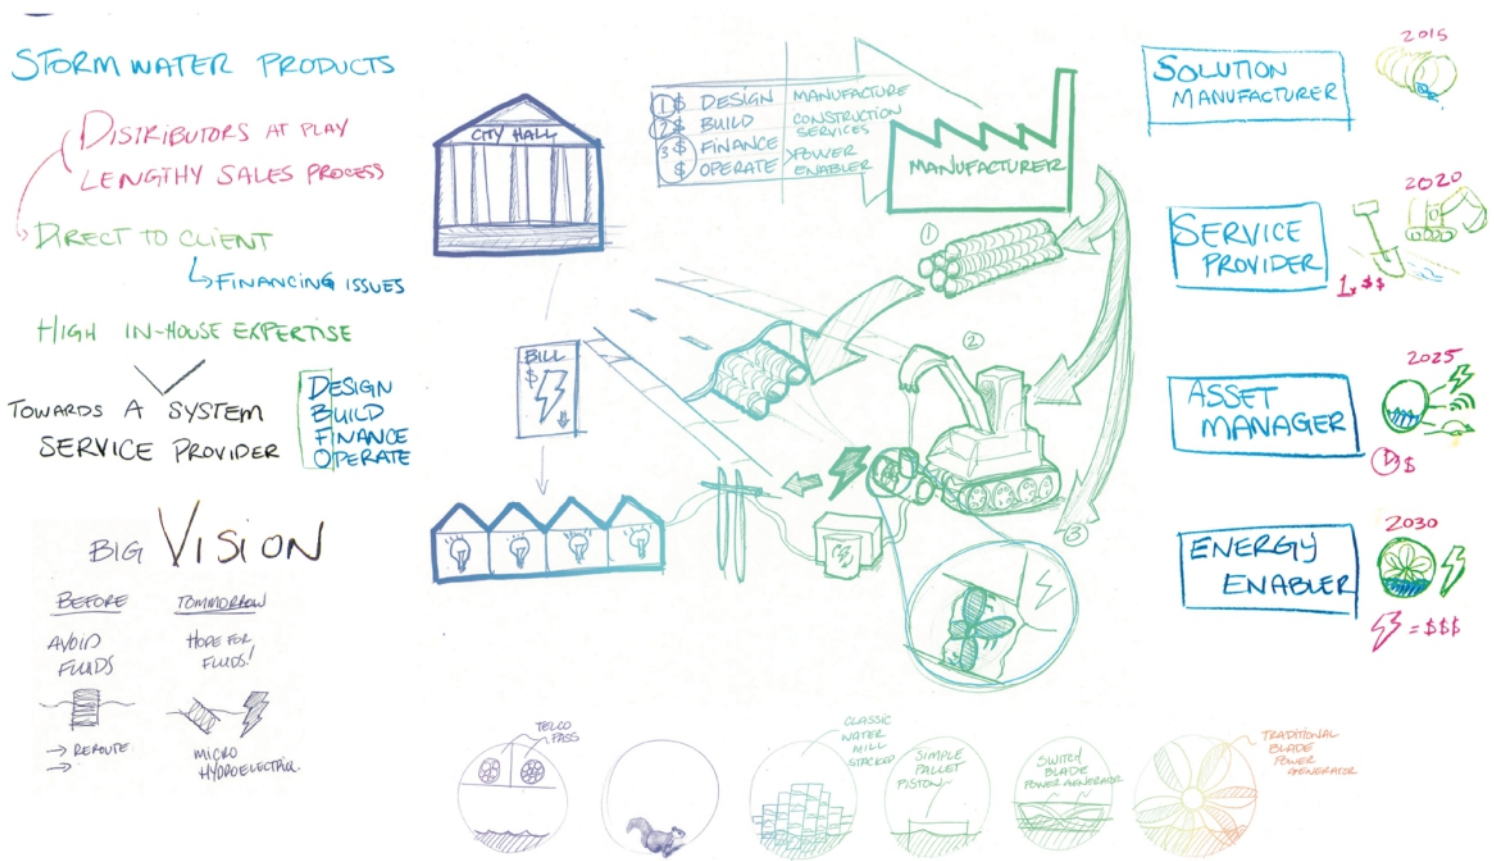 STORM WATER PRODUCTS
DISTRIBUTORS AT PLAY
LENGTHY SALES PROCESS
DIRECT TO CLIENT
FINANCING ISSUES
HIGH IN-HOUSE EXPERTISE
TOWARDS A SYSTEM
SERVICE PROVIDER
DESIGN
BUILD
FINANCE
OPERATE
BIG VISION
BEFORE
AVOID
FLUIDS
→ REROUTE
→
TOMMORROW
HOPE FOR
FLUIDS!
MICRO
HYDROELECTRIC.
CITY HALL
BILL
$
1 $ DESIGN MANUFACTURE
2 $ BUILD CONSTRUCTION
SERVICES
3 $ FINANCE POWER
$ OPERATE ENABLER
MANUFACTURER
1
2
3
TELCO
PASS
CLASSIC
WATER
MILL
STACKED
SIMPLE
PALLET
PISTON
SWITCH
BLADE
POWER GENERATOR
TRADITIONAL
BLADE
POWER
GENERATOR
2015
SOLUTION
MANUFACTURER
2020
SERVICE
PROVIDER
1. $$
2025
ASSET
MANAGER
$
2030
ENERGY
ENABLER
= $$$